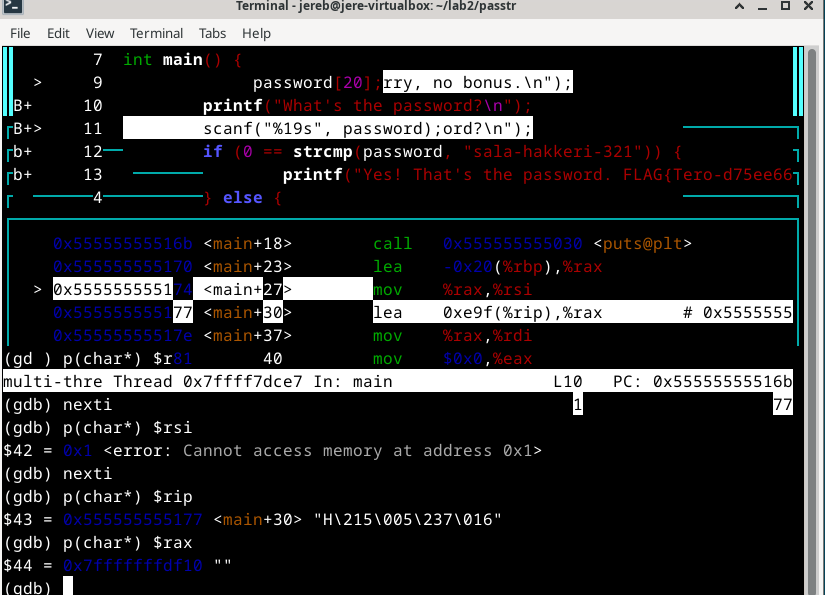 Terminal - jereb@jere-virtualbox: ~/lab2/passtr
File Edit View Terminal Tabs Help
7 int main() {
> 9 password[20];rry, no bonus.\n");
B+ 10 printf("What's the password?\n");
B+> 11 scanf("%19s", password);ord?\n");
b+ 12 if (0 == strcmp(password, "sala-hakkeri-321")) {
b+ 13 printf("Yes! That's the password. FLAG{Tero-d75ee66
4 } else {
0x55555555516b <main+18> call 0x555555555030 <puts@plt>
0x555555555170 <main+23> lea -0x20(%rbp),%rax
> 0x555555555174 <main+27> mov %rax,%rsi
0x555555555177 <main+30> lea 0xe9f(%rip),%rax # 0x5555555
0x55555555517e <main+37> mov %rax,%rdi
(gd ) p(char*) $r81 40 mov $0x0,%eax
multi-thre Thread 0x7ffff7dce7 In: main L10 PC: 0x55555555516b
(gdb) nexti 1 77
(gdb) p(char*) $rsi
$42 = 0x1 <error: Cannot access memory at address 0x1>
(gdb) nexti
(gdb) p(char*) $rip
$43 = 0x555555555177 <main+30> "H\215\005\237\016"
(gdb) p(char*) $rax
$44 = 0x7fffffffdf10 ""
(gdb)